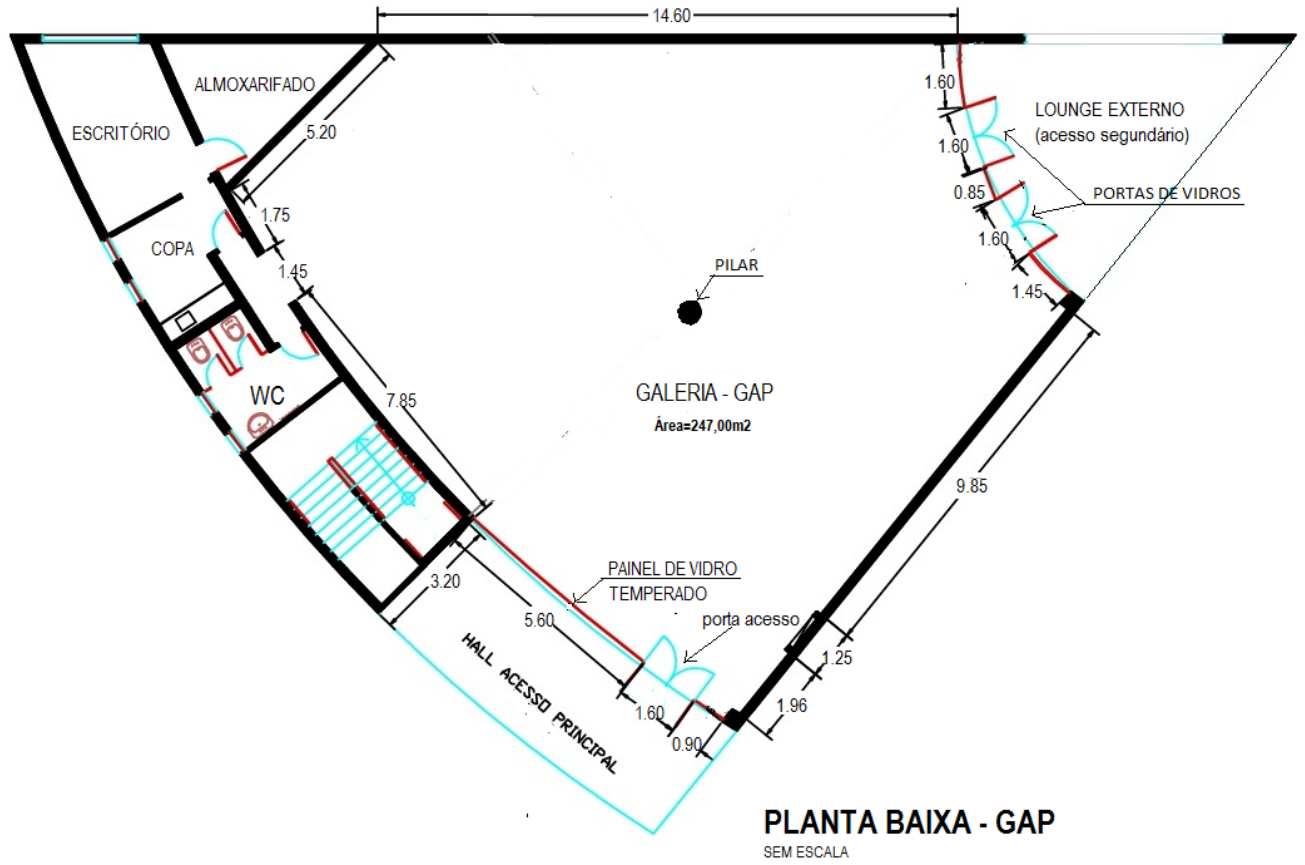 14.60
ALMOXARIFADO
1.60
LOUNGE EXTERNO
(acesso segundário)
ESCRITÓRIO
5.20
1.60
0.85
PORTAS DE VIDROS
1.75
COPA
1.60
1.45
PILAR
1.45
GALERIA - GAP
Área=247,00m2
WC
7.85
9.85
PAINEL DE VIDRO
TEMPERADO
3.20
5.60
porta acesso
HALL ACESSO PRINCIPAL
1.25
1.60
1.96
0.90
PLANTA BAIXA - GAP
SEM ESCALA